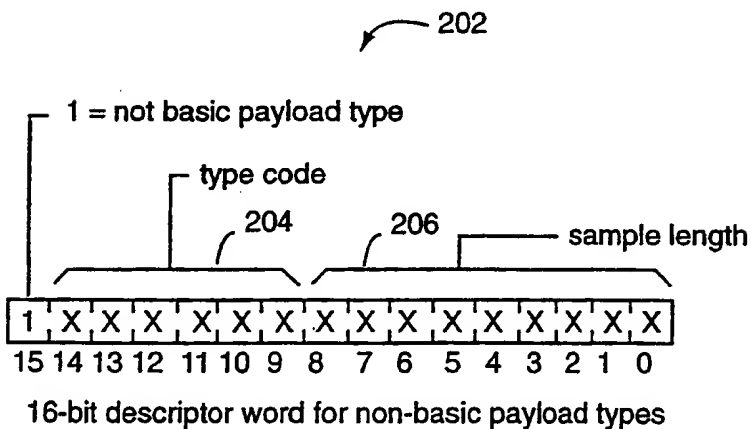 202
1 = not basic payload type
type code
204
206
sample length
1 X X X X X X X X X X X X X X X
15 14 13 12 11 10 9 8 7 6 5 4 3 2 1 0
16-bit descriptor word for non-basic payload types